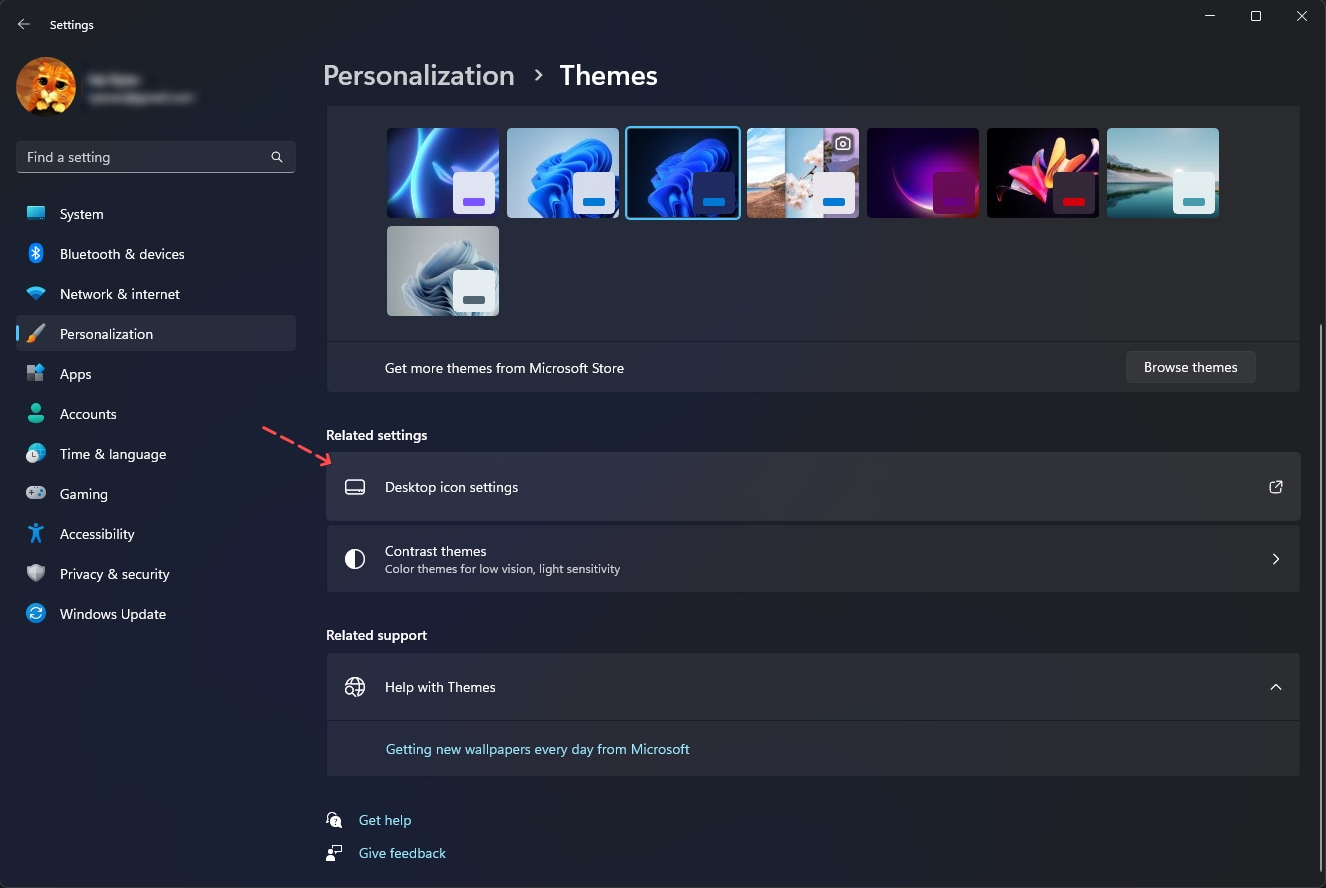 Settings
Personalization › Themes
Find a setting
System
Bluetooth & devices
Network & internet
Personalization
Apps
Accounts
Time & language
Gaming
Accessibility
Privacy & security
Windows Update
Get more themes from Microsoft Store
Browse themes
Related settings
Desktop icon settings
Contrast themes
Color themes for low vision, light sensitivity
Related support
Help with Themes
Getting new wallpapers every day from Microsoft
Get help
Give feedback